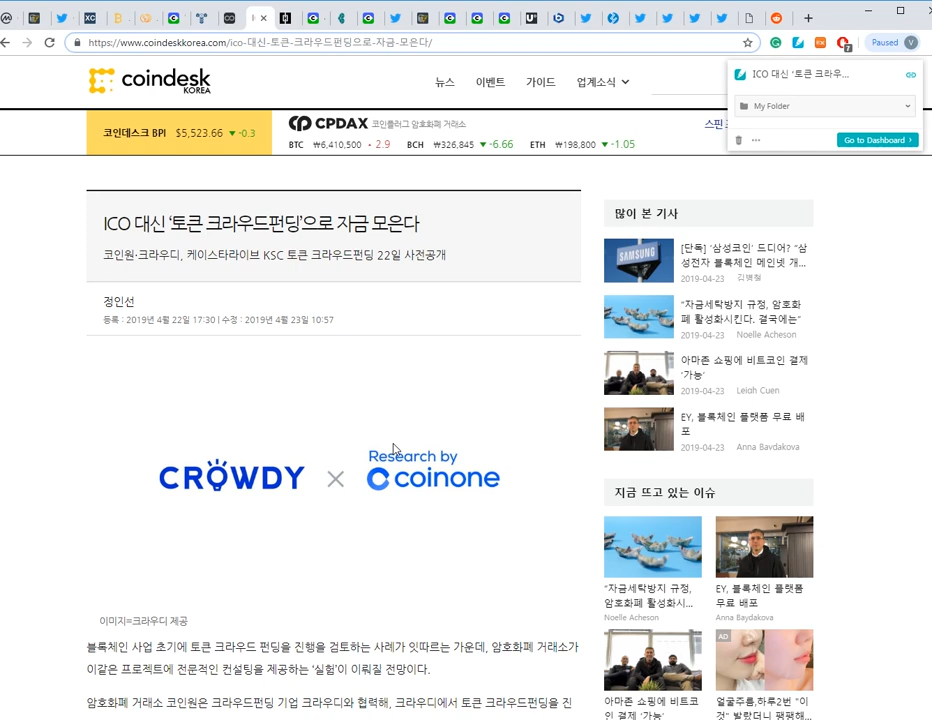 https://www.coindeskkorea.com/ico-대신-토큰-크라우드펀딩으로-자금-모은다/
7
Paused
V
coindesk
KOREA
뉴스
이벤트
가이드
업계소식
ICO 대신 '토큰 크라우...
My Folder
Go to Dashboard
코인데스크 BPI $5,523.66 ▼ -0.3
CPDAX 코인플러그 암호화폐 거래소
BTC ₩6,410,500 ▲ 2.9 BCH ₩326,845 ▼ -6.66 ETH ₩198,800 ▼ -1.05
스핀
ICO 대신 '토큰 크라우드펀딩'으로 자금 모은다
코인원·크라우디, 케이스타라이브 KSC 토큰 크라우드펀딩 22일 사전공개
정인선
등록 : 2019년 4월 22일 17:30 | 수정 : 2019년 4월 23일 10:57
CROWDY × Research by
coinone
이미지=크라우디 제공
블록체인 사업 초기에 토큰 크라우드 펀딩을 진행을 검토하는 사례가 잇따르는 가운데, 암호화폐 거래소가
이같은 프로젝트에 전문적인 컨설팅을 제공하는 '실험'이 이뤄질 전망이다.
암호화폐 거래소 코인원은 크라우드펀딩 기업 크라우디와 협력해, 크라우디에서 토큰 크라우드펀딩을 진
많이 본 기사
SAMSUNG
[단독] '삼성코인' 드디어? "삼
성전자 블록체인 메인넷 개...
2019-04-23 김병철
"자금세탁방지 규정, 암호화
폐 활성화시킨다. 결국에는"
2019-04-23 Noelle Acheson
아마존 쇼핑에 비트코인 결제
'가능'
2019-04-23 Leigh Cuen
EY, 블록체인 플랫폼 무료 배
포
2019-04-23 Anna Baydakova
지금 뜨고 있는 이슈
"자금세탁방지 규정,
암호화폐 활성화시...
Noelle Acheson
EY, 블록체인 플랫폼
무료 배포
Anna Baydakova
아마존 쇼핑에 비트코
인 결제 '가능'
AD
얼굴주름,하루2번 "이
것" 발랐더니 팽팽해...